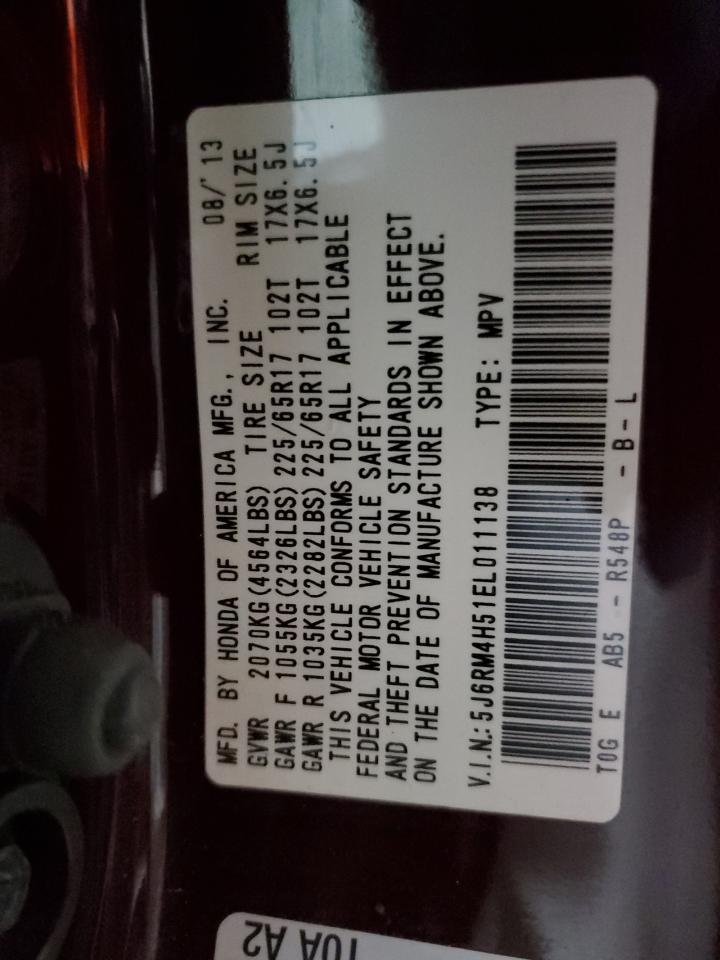 MFD. BY HONDA OF AMERICA MFG., INC. 08/'13
GVWR 2070KG(4564LBS) TIRE SIZE RIM SIZE
GAWR F 1055KG(2326LBS) 225/65R17 102T 17X6.5J
GAWR R 1035KG(2282LBS) 225/65R17 102T 17X6.5J
THIS VEHICLE CONFORMS TO ALL APPLICABLE
FEDERAL MOTOR VEHICLE SAFETY
AND THEFT PREVENTION STANDARDS IN EFFECT
ON THE DATE OF MANUFACTURE SHOWN ABOVE.
V.I.N.:5J6RM4H51EL011138 TYPE: MPV
T0G E AB5 - R548P - B - L